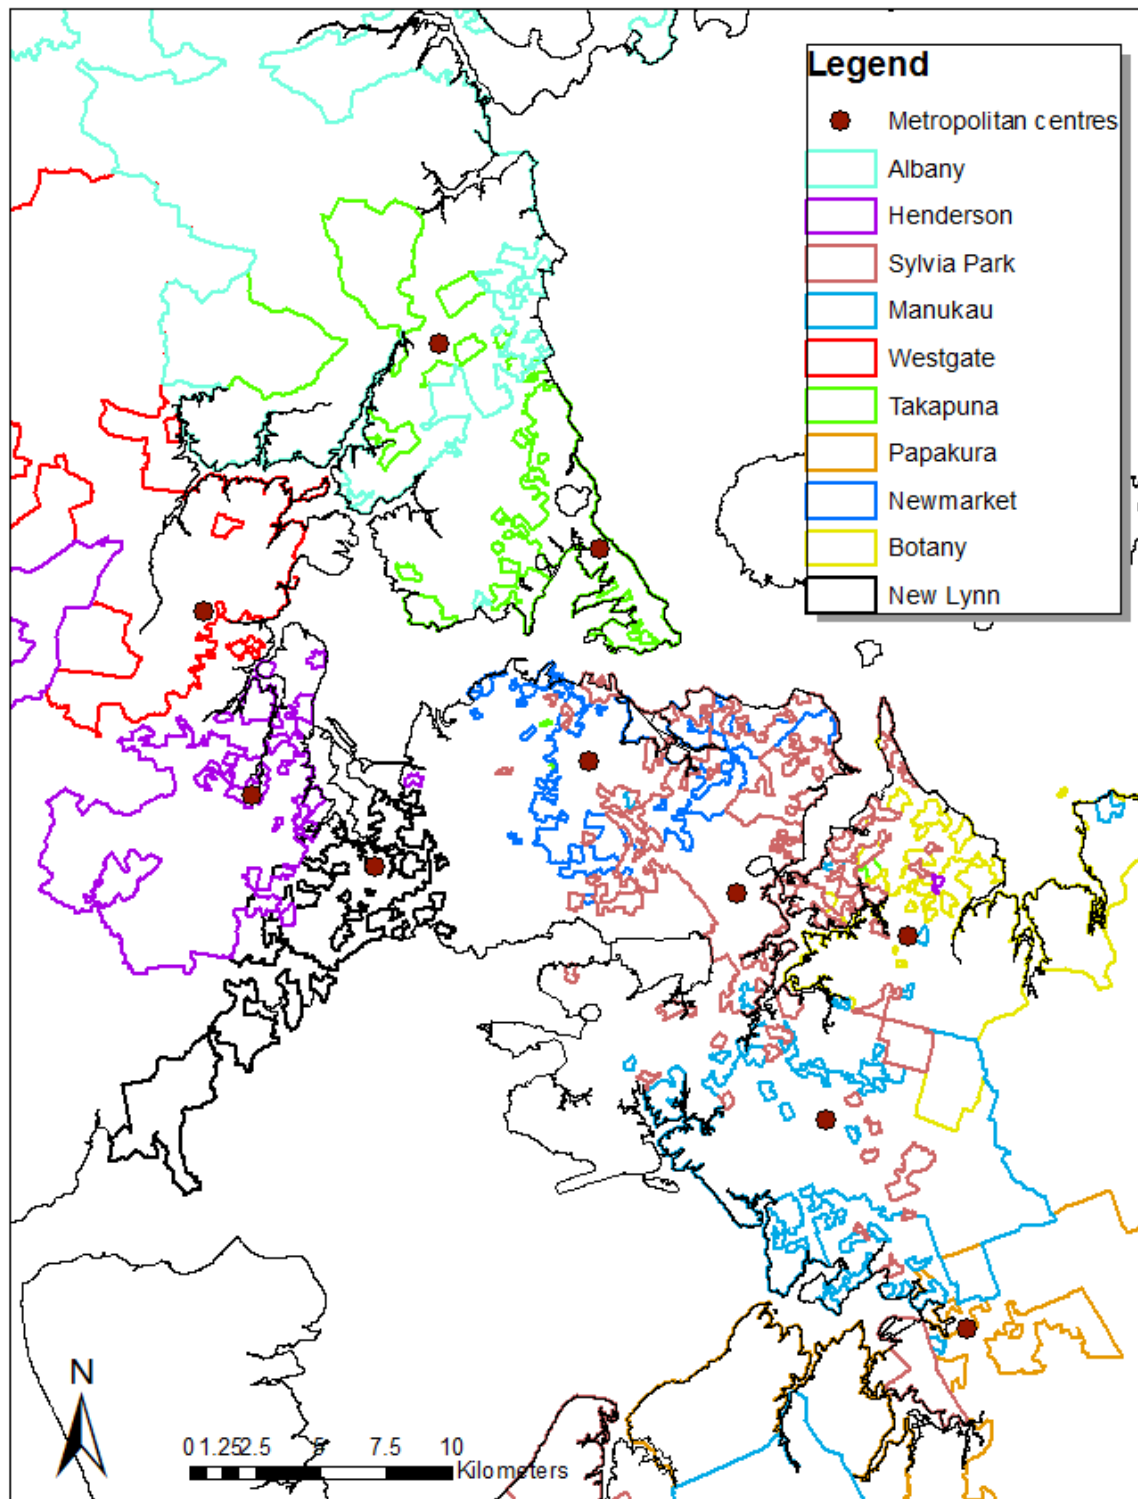 Legend
Metropolitan centres
Albany
Henderson
Sylvia Park
Manukau
Westgate
Takapuna
Papakura
Newmarket
Botany
New Lynn
N
0 1.25 2.5 5 7.5 10
Kilometers